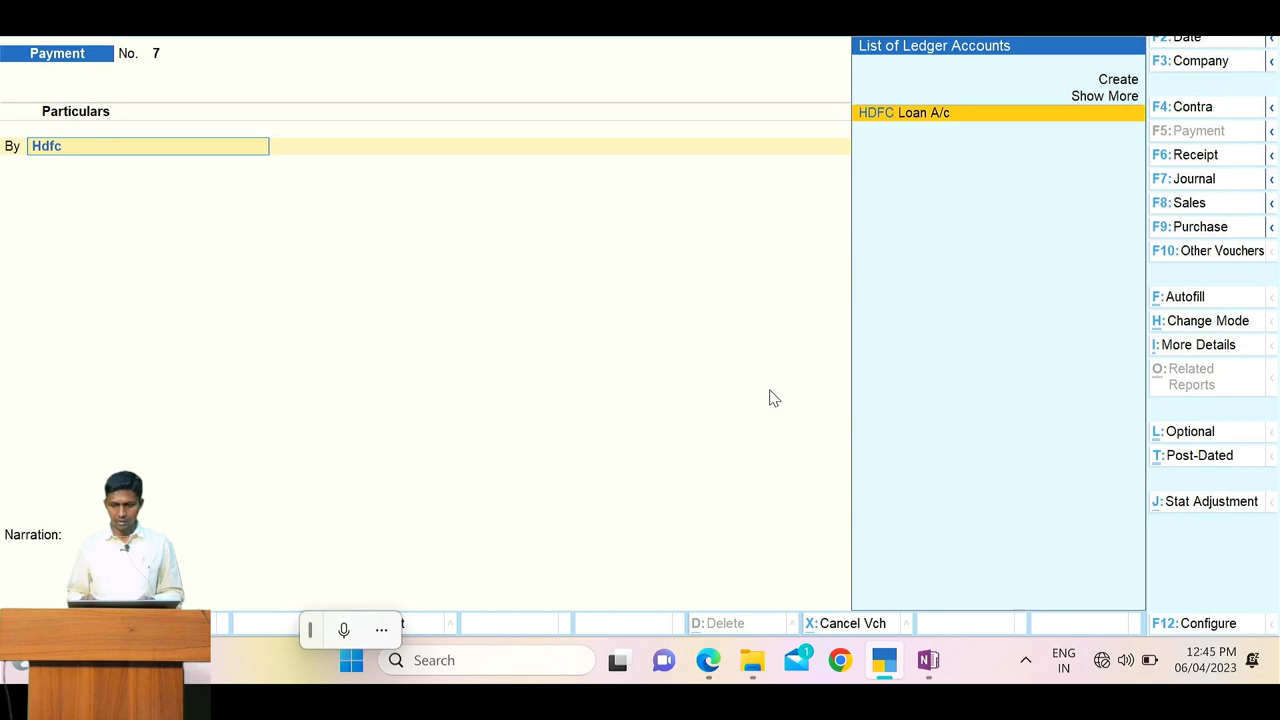 Payment No. 7
Particulars
By Hdfc
Narration:
List of Ledger Accounts
Create
Show More
HDFC Loan A/c
F2: Date
F3: Company
F4: Contra
F5: Payment
F6: Receipt
F7: Journal
F8: Sales
F9: Purchase
F10: Other Vouchers
F: Autofill
H: Change Mode
I: More Details
O: Related
Reports
L: Optional
T: Post-Dated
J: Stat Adjustment
D: Delete X: Cancel Vch F12: Configure
Search 1 ENG
IN 12:45 PM
06/04/2023